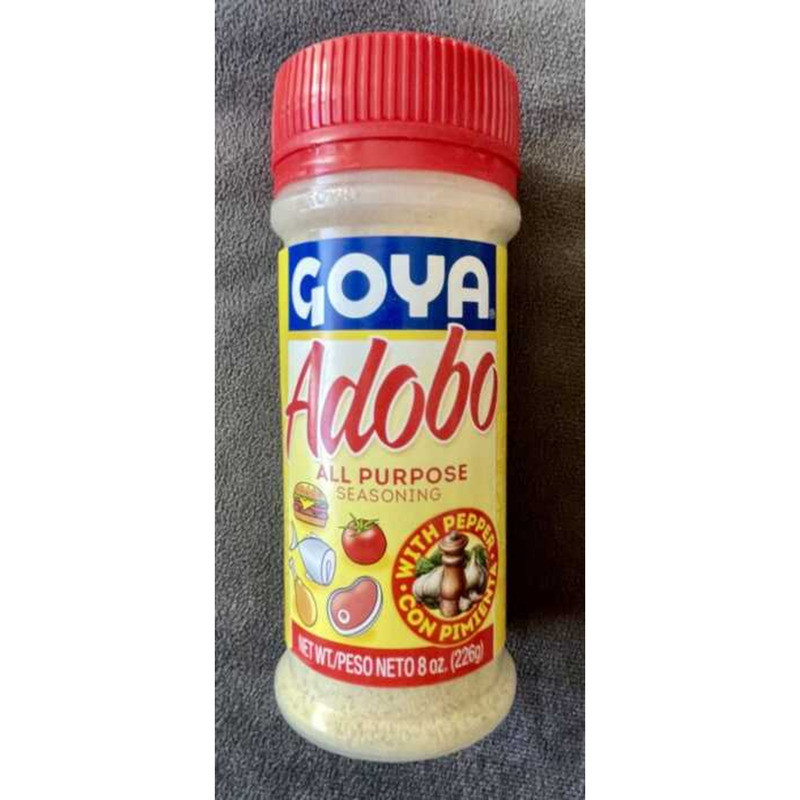 GOYA®
Adobo
ALL PURPOSE
SEASONING
WITH PEPPER
CON PIMIENTA
NET WT./PESO NETO 8 oz. (226g)